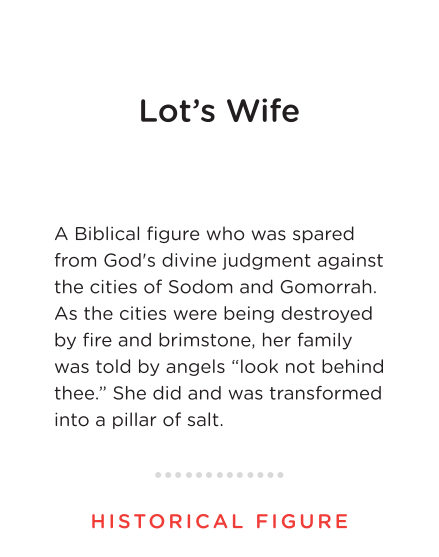 Lot’s Wife
A Biblical figure who was spared
from God's divine judgment against
the cities of Sodom and Gomorrah.
As the cities were being destroyed
by fire and brimstone, her family
was told by angels “look not behind
thee.” She did and was transformed
into a pillar of salt.
HISTORICAL FIGURE